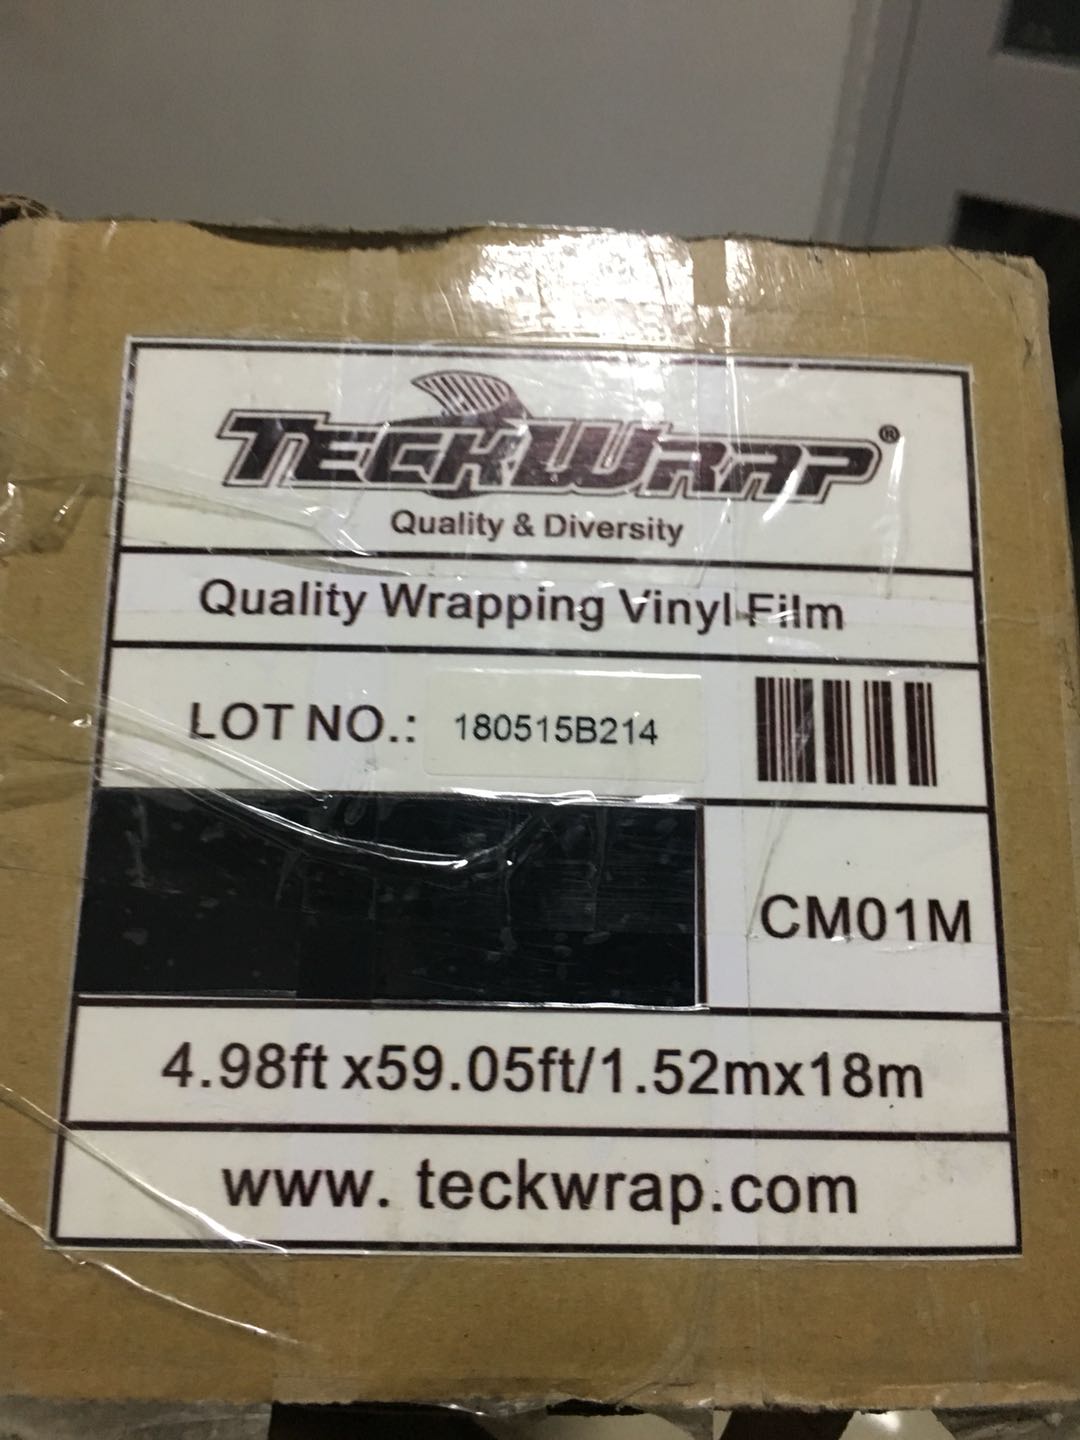 TECKWRAP®
Quality & Diversity
Quality Wrapping Vinyl Film
LOT NO.: 180515B214
CM01M
4.98ft x59.05ft/1.52mx18m
www. teckwrap.com